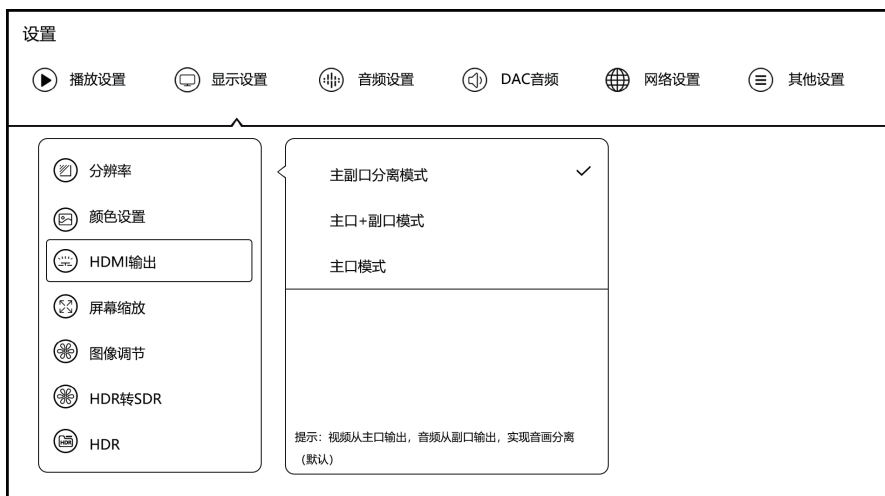 设置
播放设置 显示设置 音频设置 DAC音频 网络设置 其他设置
分辨率
颜色设置
HDMI输出
屏幕缩放
图像调节
HDR转SDR
HDR
HDR
主副口分离模式
主口+副口模式
主口模式
提示：视频从主口输出，音频从副口输出，实现音画分离
（默认）